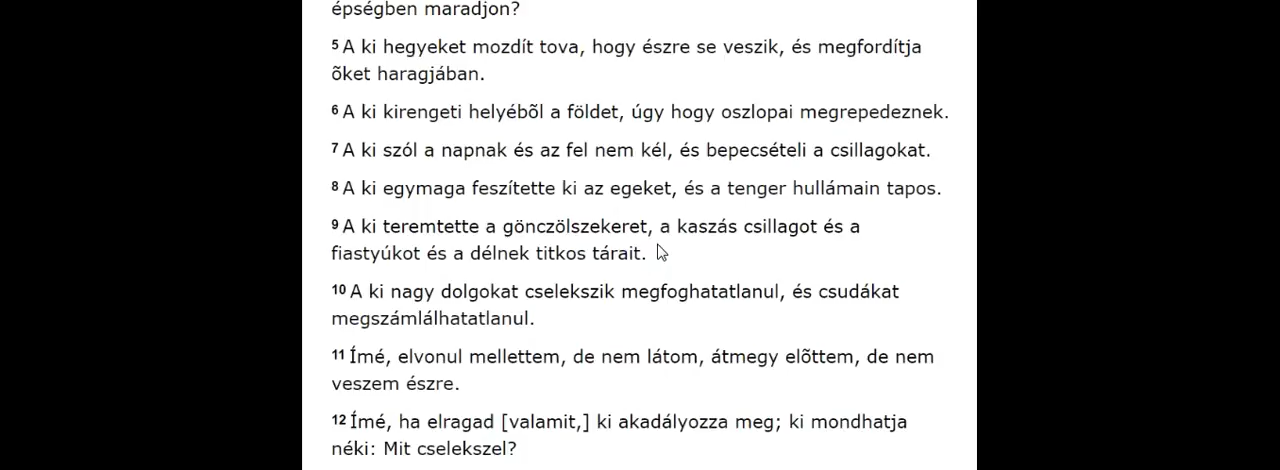 épségben maradjon?
5 A ki hegyeket mozdít tova, hogy észre se veszik, és megfordítja
õket haragjában.
6 A ki kirengeti helyébõl a földet, úgy hogy oszlopai megrepedeznek.
7 A ki szól a napnak és az fel nem kél, és bepecsételi a csillagokat.
8 A ki egymaga feszítette ki az egeket, és a tenger hullámain tapos.
9 A ki teremtette a gönczölszekeret, a kaszás csillagot és a
fiastyúkot és a délnek titkos tárait.
10 A ki nagy dolgokat cselekszik megfoghatatlanul, és csudákat
megszámlálhatatlanul.
11 Ímé, elvonul mellettem, de nem látom, átmegy elõttem, de nem
veszem észre.
12 Ímé, ha elragad [valamit,] ki akadályozza meg; ki mondhatja
néki: Mit cselekszel?